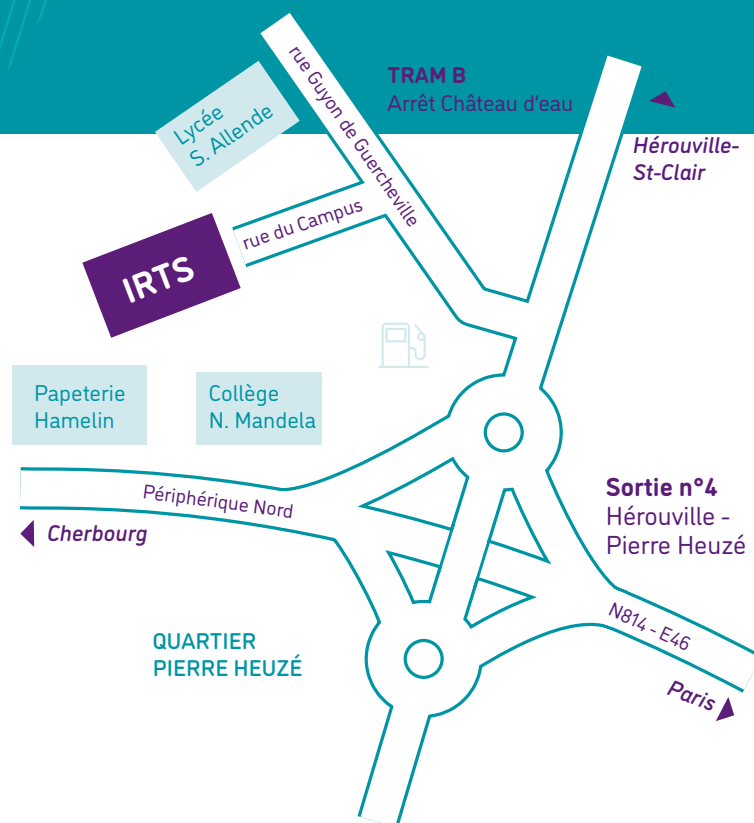 TRAM B
Arrêt Château d'eau
rue Guyon de Guercheville
Lycée
S. Allende
Hérouville-
St-Clair
rue du Campus
IRTS
Papeterie
Hamelin
Collège
N. Mandela
Périphérique Nord
Cherbourg
Sortie n°4
Hérouville -
Pierre Heuzé
N814 - E46
QUARTIER
PIERRE HEUZÉ
Paris